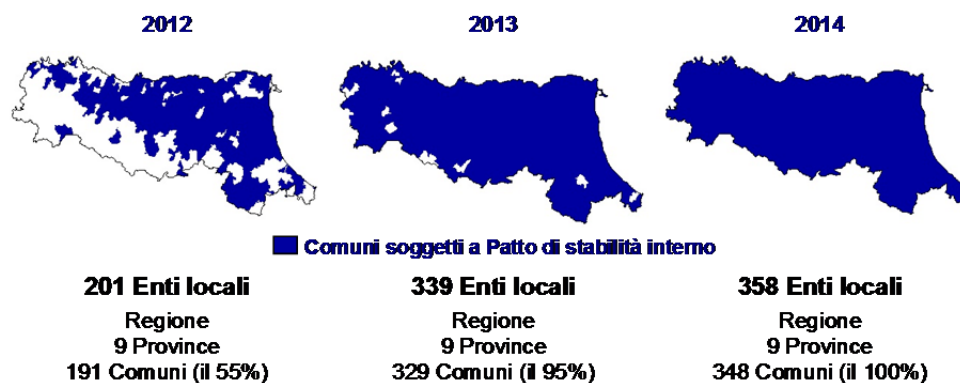 2012
2013
2014
Comuni soggetti a Patto di stabilità interno
201 Enti locali
Regione
9 Province
191 Comuni (il 55%)
339 Enti locali
Regione
9 Province
329 Comuni (il 95%)
358 Enti locali
Regione
9 Province
348 Comuni (il 100%)